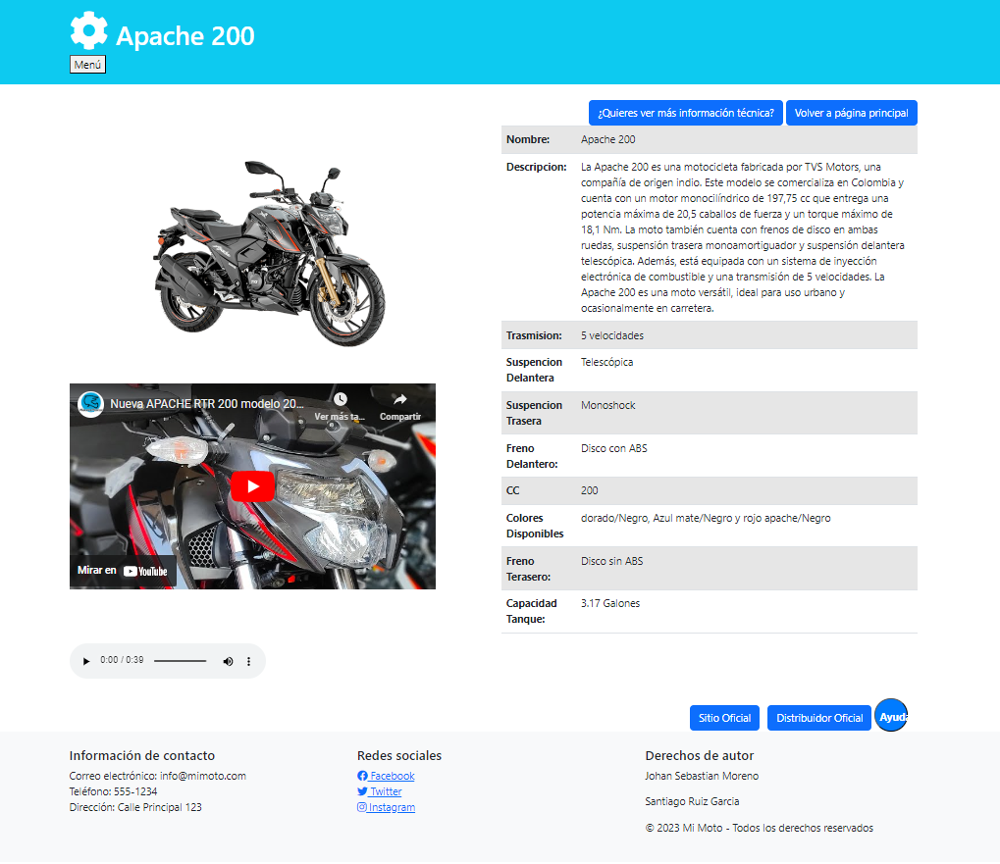 Apache 200
Menú
¿Quieres ver más información técnica? Volver a página principal
Nombre: Apache 200
Descripcion: La Apache 200 es una motocicleta fabricada por TVS Motors, una
compañía de origen indio. Este modelo se comercializa en Colombia y
cuenta con un motor monocilíndrico de 197,75 cc que entrega una
potencia máxima de 20,5 caballos de fuerza y un torque máximo de
18,1 Nm. La moto también cuenta con frenos de disco en ambas
ruedas, suspensión trasera monoamortiguador y suspensión delantera
telescópica. Además, está equipada con un sistema de inyección
electrónica de combustible y una transmisión de 5 velocidades. La
Apache 200 es una moto versátil, ideal para uso urbano y
ocasionalmente en carretera.
Trasmision: 5 velocidades
Suspencion Telescópica
Delantera
Suspencion Monoshock
Trasera
Freno Disco con ABS
Delantero:
CC 200
Colores dorado/Negro, Azul mate/Negro y rojo apache/Negro
Disponibles
Freno Disco sin ABS
Terasero:
Capacidad 3.17 Galones
Tanque:
Nueva APACHE RTR 200 modelo 20...
Ver más ta... Compartir
Mirar en YouTube
0:00 / 0:39
Sitio Oficial Distribuidor Oficial Ayuda
Información de contacto
Correo electrónico: info@mimoto.com
Teléfono: 555-1234
Dirección: Calle Principal 123
Redes sociales
Facebook
Twitter
Instagram
Derechos de autor
Johan Sebastian Moreno
Santiago Ruiz Garcia
© 2023 Mi Moto - Todos los derechos reservados